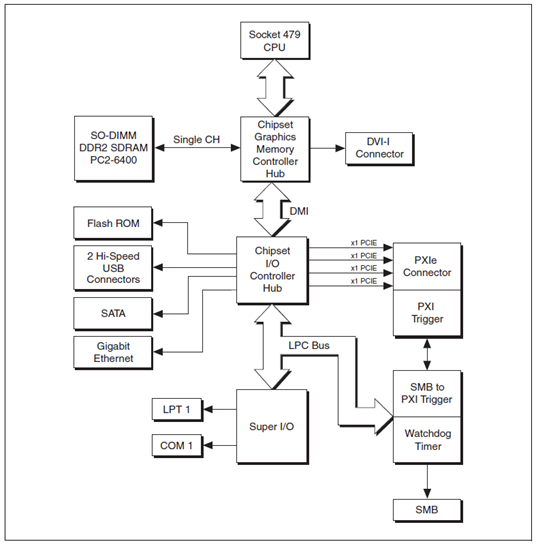 Socket 479
CPU
SO-DIMM
DDR2 SDRAM
PC2-6400
Single CH
Chipset
Graphics
Memory
Controller
Hub
DVI-I
Connector
DMI
Flash ROM
2 Hi-Speed
USB
Connectors
SATA
Gigabit
Ethernet
Chipset
I/O
Controller
Hub
x1 PCIE
x1 PCIE
x1 PCIE
x1 PCIE
PXIe
Connector
PXI
Trigger
LPC Bus
LPT 1
COM 1
Super I/O
SMB to
PXI Trigger
Watchdog
Timer
SMB